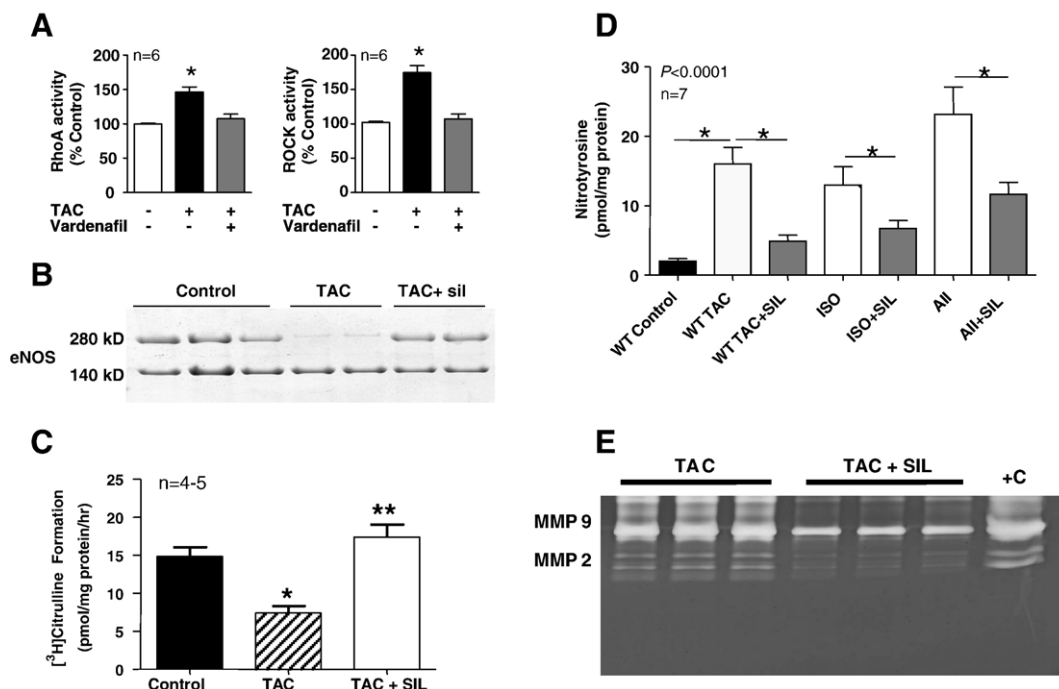 A
n=6
200
150
100
50
0
RhoA activity
(% Control)
*
TAC - + +
Vardenafil - - +
n=6
200
150
100
50
0
ROCK activity
(% Control)
*
TAC - + +
Vardenafil - - +
B
Control TAC TAC+ sil
eNOS
280 kD
140 kD
C
n=4-5
25
20
15
10
5
0
[³H]Citrulline Formation
(pmol/mg protein/hr)
*
**
Control TAC TAC + SIL
D
P<0.0001
n=7
30
20
10
0
Nitrotyrosine
(pmol/mg protein)
* * * *
WT Control
WT TAC
WT TAC+SIL
ISO
ISO+SIL
AII
AII+SIL
E
TAC TAC + SIL +C
MMP 9
MMP 2